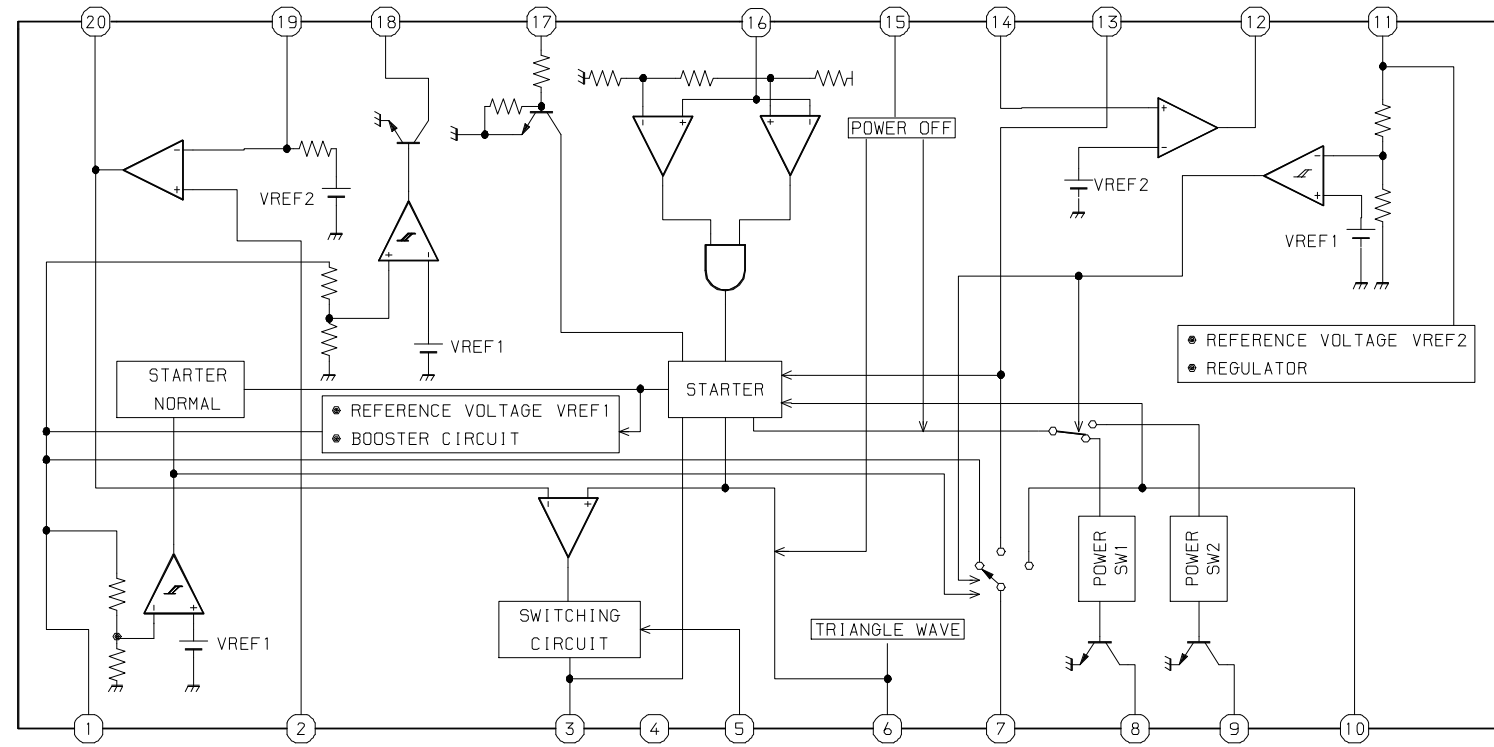 20 19 18 17 16 15 14 13 12 11
POWER OFF
+
-
-
+
+
-
-
+
-
+
-
+
VREF2
VREF2
VREF1
+
-
VREF1
REFERENCE VOLTAGE VREF2
REGULATOR
STARTER
NORMAL
STARTER
REFERENCE VOLTAGE VREF1
BOOSTER CIRCUIT
-
+
POWER
SW1
POWER
SW2
-
+
VREF1
SWITCHING
CIRCUIT
TRIANGLE WAVE
1 2 3 4 5 6 7 8 9 10